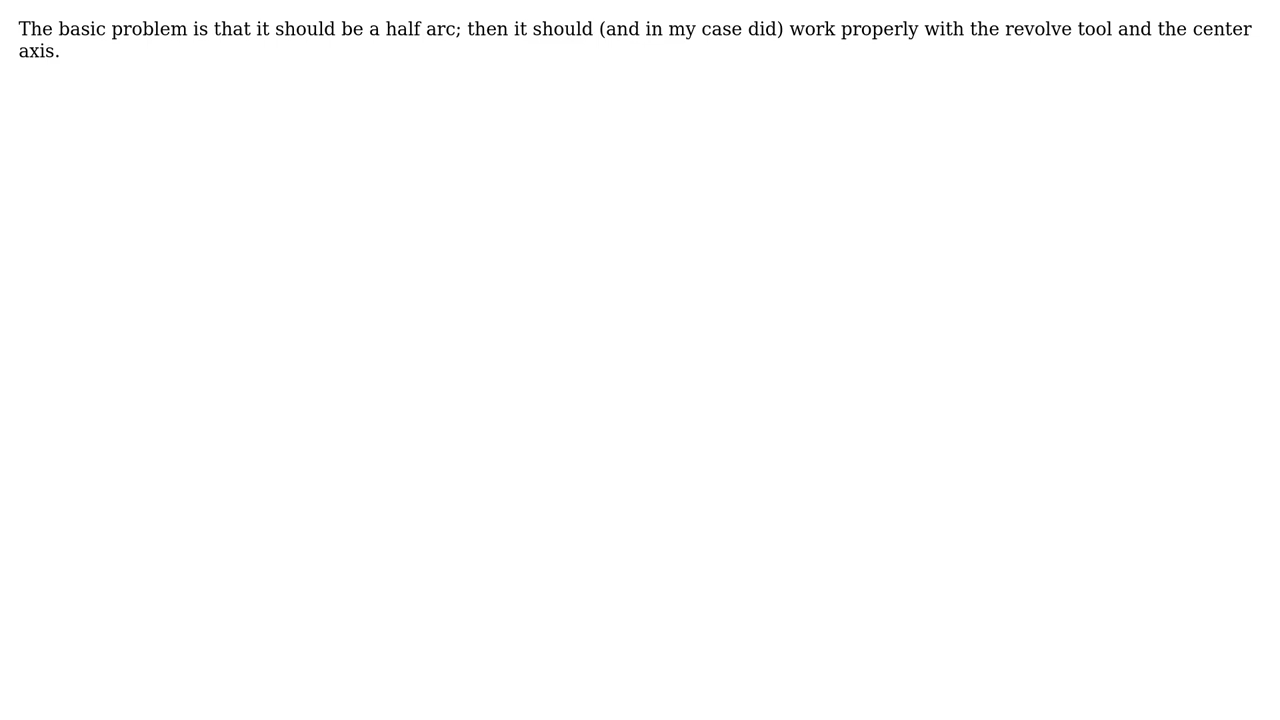 The basic problem is that it should be a half arc; then it should (and in my case did) work properly with the revolve tool and the center
axis.